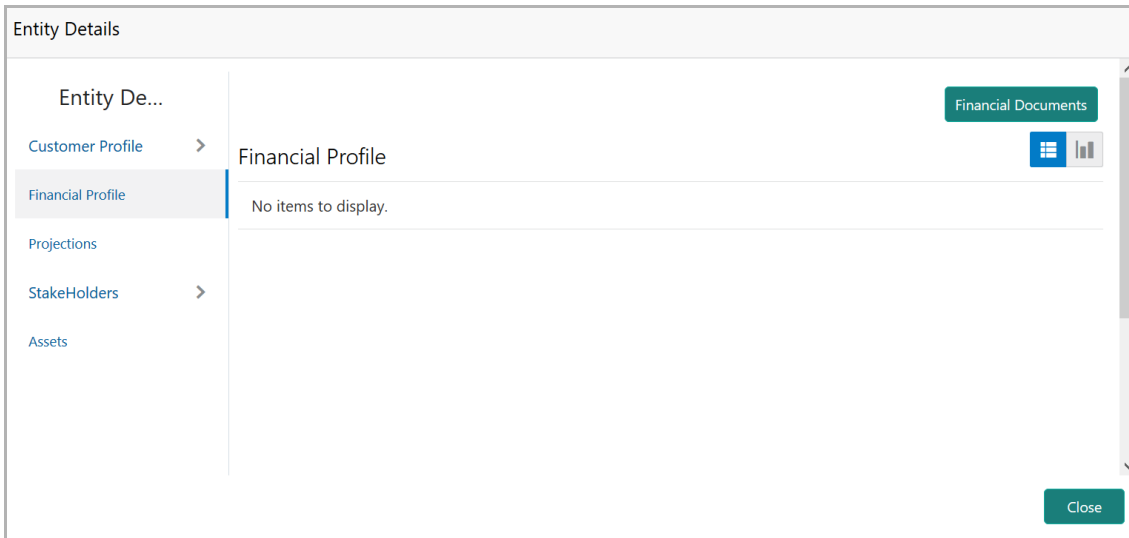 Entity Details
Entity De...
Customer Profile
Financial Profile
Projections
StakeHolders
Assets
Financial Documents
Financial Profile
No items to display.
Close